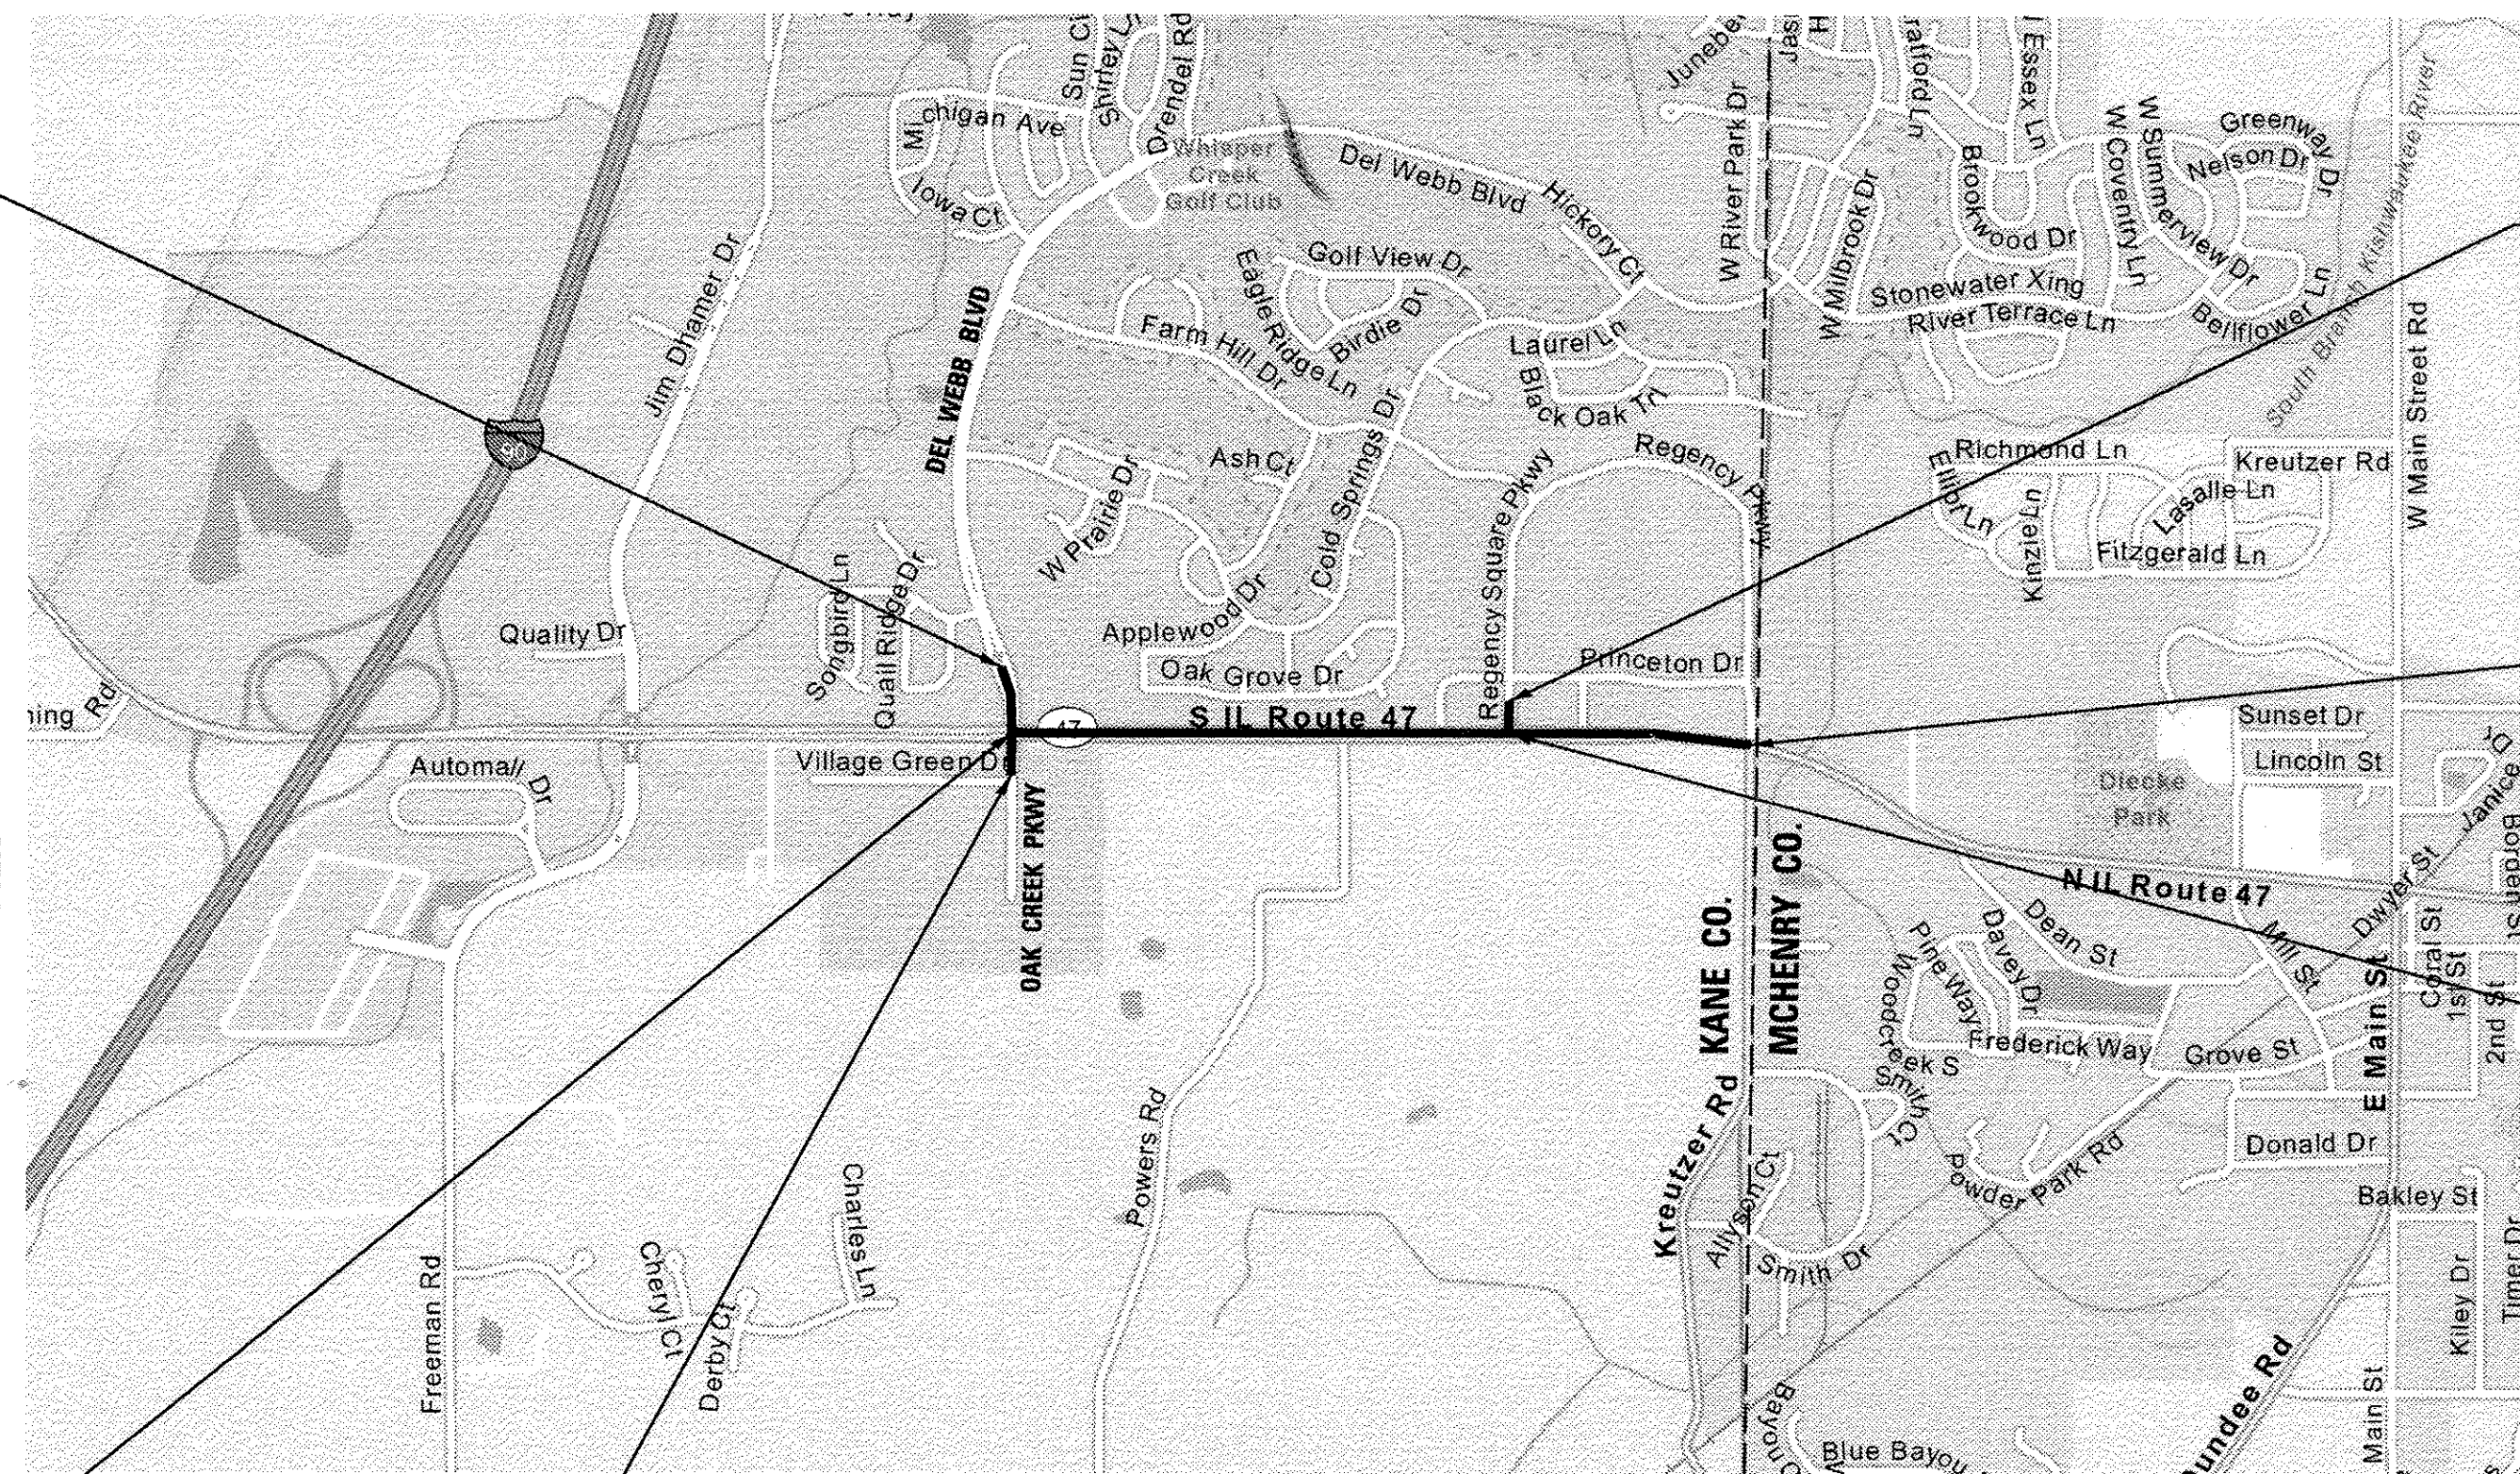 Sun Ci
Shirley L
Drendel Rd
Michigan Ave
Iowa Ct
Whisper
Creek
Golf Club
Del Webb Blvd
Hickory Ct
Junebe
Jas
H
rafford Ln
Essex Ln
W River Park Dr
W Milbrook Dr
Brookwood Dr
W Coventry Ln
W Summerview Dr
Greenway Dr
Nelson Dr
Bellflower Ln
Stonewater Xing
River Terrace Ln
South Branch Kishwaukee River
W Main Street Rd
Jim Dhamer Dr
DEL WEBB BLVD
Golf View Dr
Eagle Ridge Ln
Birdie Dr
Farm Hill Dr
Laurel Ln
Black Oak Trl
Regency Pkwy
90
Ash Ct
W Prairie Dr
Cold Springs Dr
Regency Square Pkwy
Richmond Ln
Kreutzer Rd
Kinzie Ln
Lasalle Ln
Fitzgerald Ln
Quality Dr
Songbird Ln
Quail Ridge Dr
Applewood Dr
Oak Grove Dr
Princeton Dr
ning Rd
47
S IL Route 47
Sunset Dr
Lincoln St
Automall Dr
Village Green Dr
OAK CREEK PKWY
Diecke
Park
Janice Dr
Borden St
N IL Route 47
Dwyer St
KANE CO.
MCHENRY CO.
Dean St
Davey Dr
Pine Way
Woodcreek S
Mill St
Coral St
1st St
2nd St
E Main St
Frederick Way
Grove St
Smith Ct
Kreutzer Rd
Powers Rd
Powder Park Rd
Donald Dr
Bakley St
Allyson Ct
Smith Dr
Charles Ln
Cheryl Ct
Derby Ct
Freeman Rd
Kiley Dr
Timer Dr
Main St
undee Rd
Blue Bayou